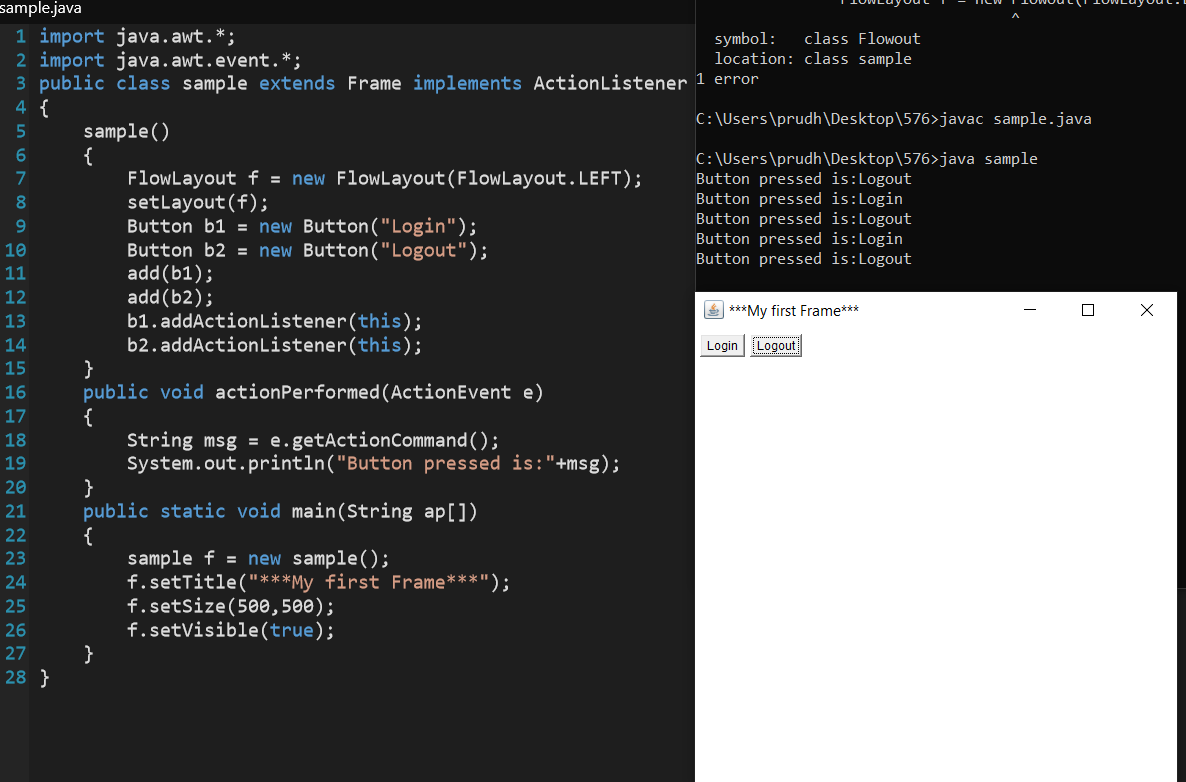 sample.java
1 import java.awt.*;
2 import java.awt.event.*;
3 public class sample extends Frame implements ActionListener
4 {
5     sample()
6     {
7         FlowLayout f = new FlowLayout(FlowLayout.LEFT);
8         setLayout(f);
9         Button b1 = new Button("Login");
10         Button b2 = new Button("Logout");
11         add(b1);
12         add(b2);
13         b1.addActionListener(this);
14         b2.addActionListener(this);
15     }
16     public void actionPerformed(ActionEvent e)
17     {
18         String msg = e.getActionCommand();
19         System.out.println("Button pressed is:"+msg);
20     }
21     public static void main(String ap[])
22     {
23         sample f = new sample();
24         f.setTitle("***My first Frame***");
25         f.setSize(500,500);
26         f.setVisible(true);
27     }
28 }
FlowLayout f = new Flowout(FlowLayout.
^
symbol:   class Flowout
location: class sample
1 error
C:\Users\prudh\Desktop\576>javac sample.java
C:\Users\prudh\Desktop\576>java sample
Button pressed is:Logout
Button pressed is:Login
Button pressed is:Logout
Button pressed is:Login
Button pressed is:Logout
***My first Frame***
Login Logout